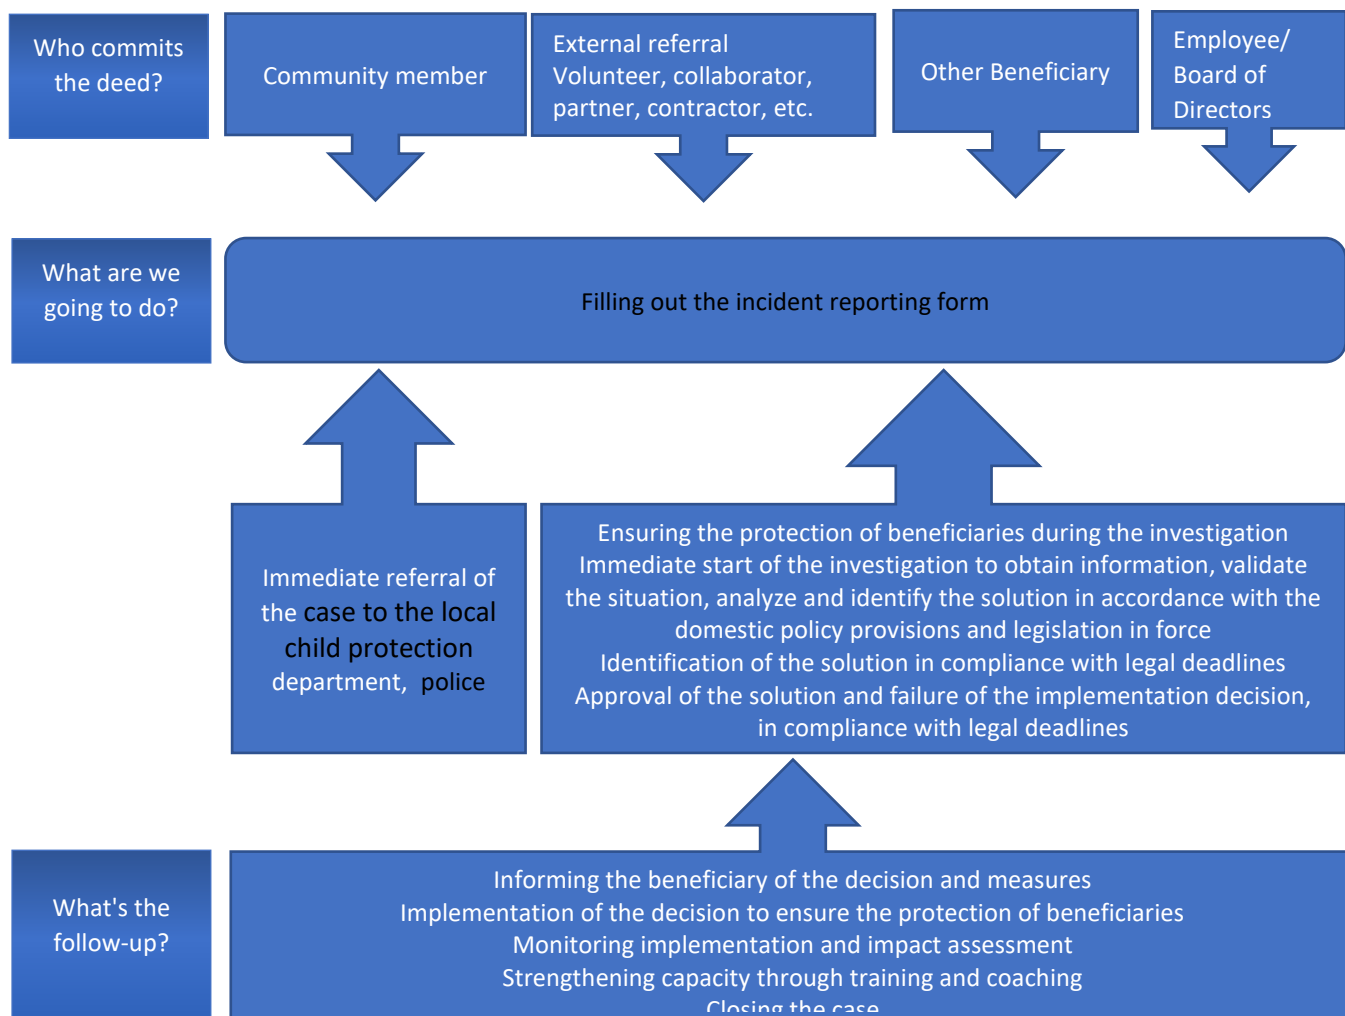 Who commits
the deed?
Community member
External referral
Volunteer, collaborator,
partner, contractor, etc.
Other Beneficiary
Employee/
Board of
Directors
What are we
going to do?
Filling out the incident reporting form
Immediate referral of
the case to the local
child protection
department, police
Ensuring the protection of beneficiaries during the investigation
Immediate start of the investigation to obtain information, validate
the situation, analyze and identify the solution in accordance with the
domestic policy provisions and legislation in force
Identification of the solution in compliance with legal deadlines
Approval of the solution and failure of the implementation decision,
in compliance with legal deadlines
What's the
follow-up?
Informing the beneficiary of the decision and measures
Implementation of the decision to ensure the protection of beneficiaries
Monitoring implementation and impact assessment
Strengthening capacity through training and coaching
Closing the case